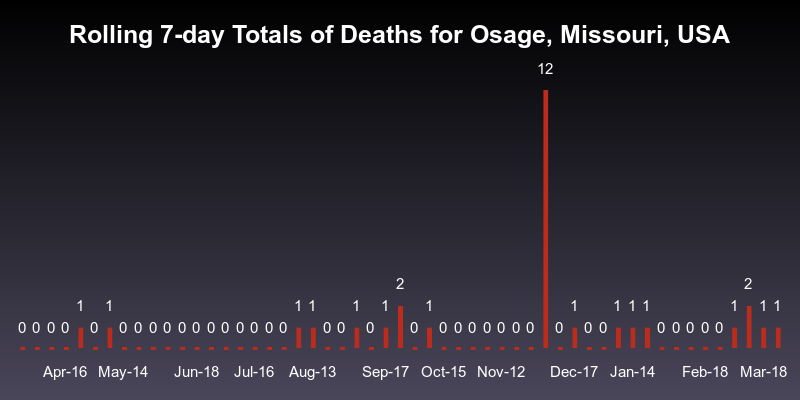 Rolling 7-day Totals of Deaths for Osage, Missouri, USA
12
2 2
1 1 1 1 1 1 1 1 1 1 1 1 1 1
0 0 0 0 0 0 0 0 0 0 0 0 0 0 0 0 0 0 0 0 0 0 0 0 0 0 0 0 0 0 0 0 0 0 0 0
Apr-16 May-14 Jun-18 Jul-16 Aug-13 Sep-17 Oct-15 Nov-12 Dec-17 Jan-14 Feb-18 Mar-18